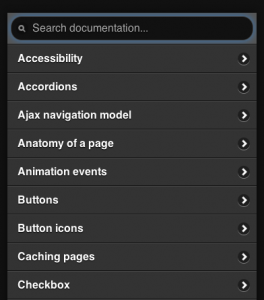 Search documentation...
Accessibility
Accordions
Ajax navigation model
Anatomy of a page
Animation events
Buttons
Button icons
Caching pages
Checkbox